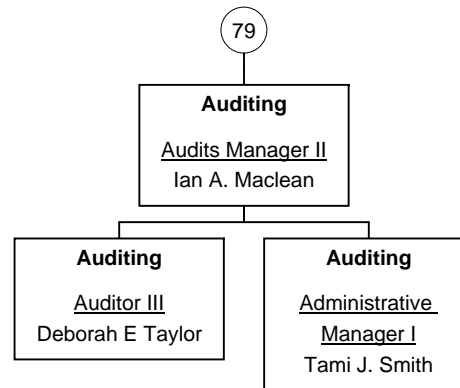 79
Auditing
Audits Manager II
Ian A. Maclean
Auditing
Auditor III
Deborah E Taylor
Auditing
Administrative
Manager I
Tami J. Smith